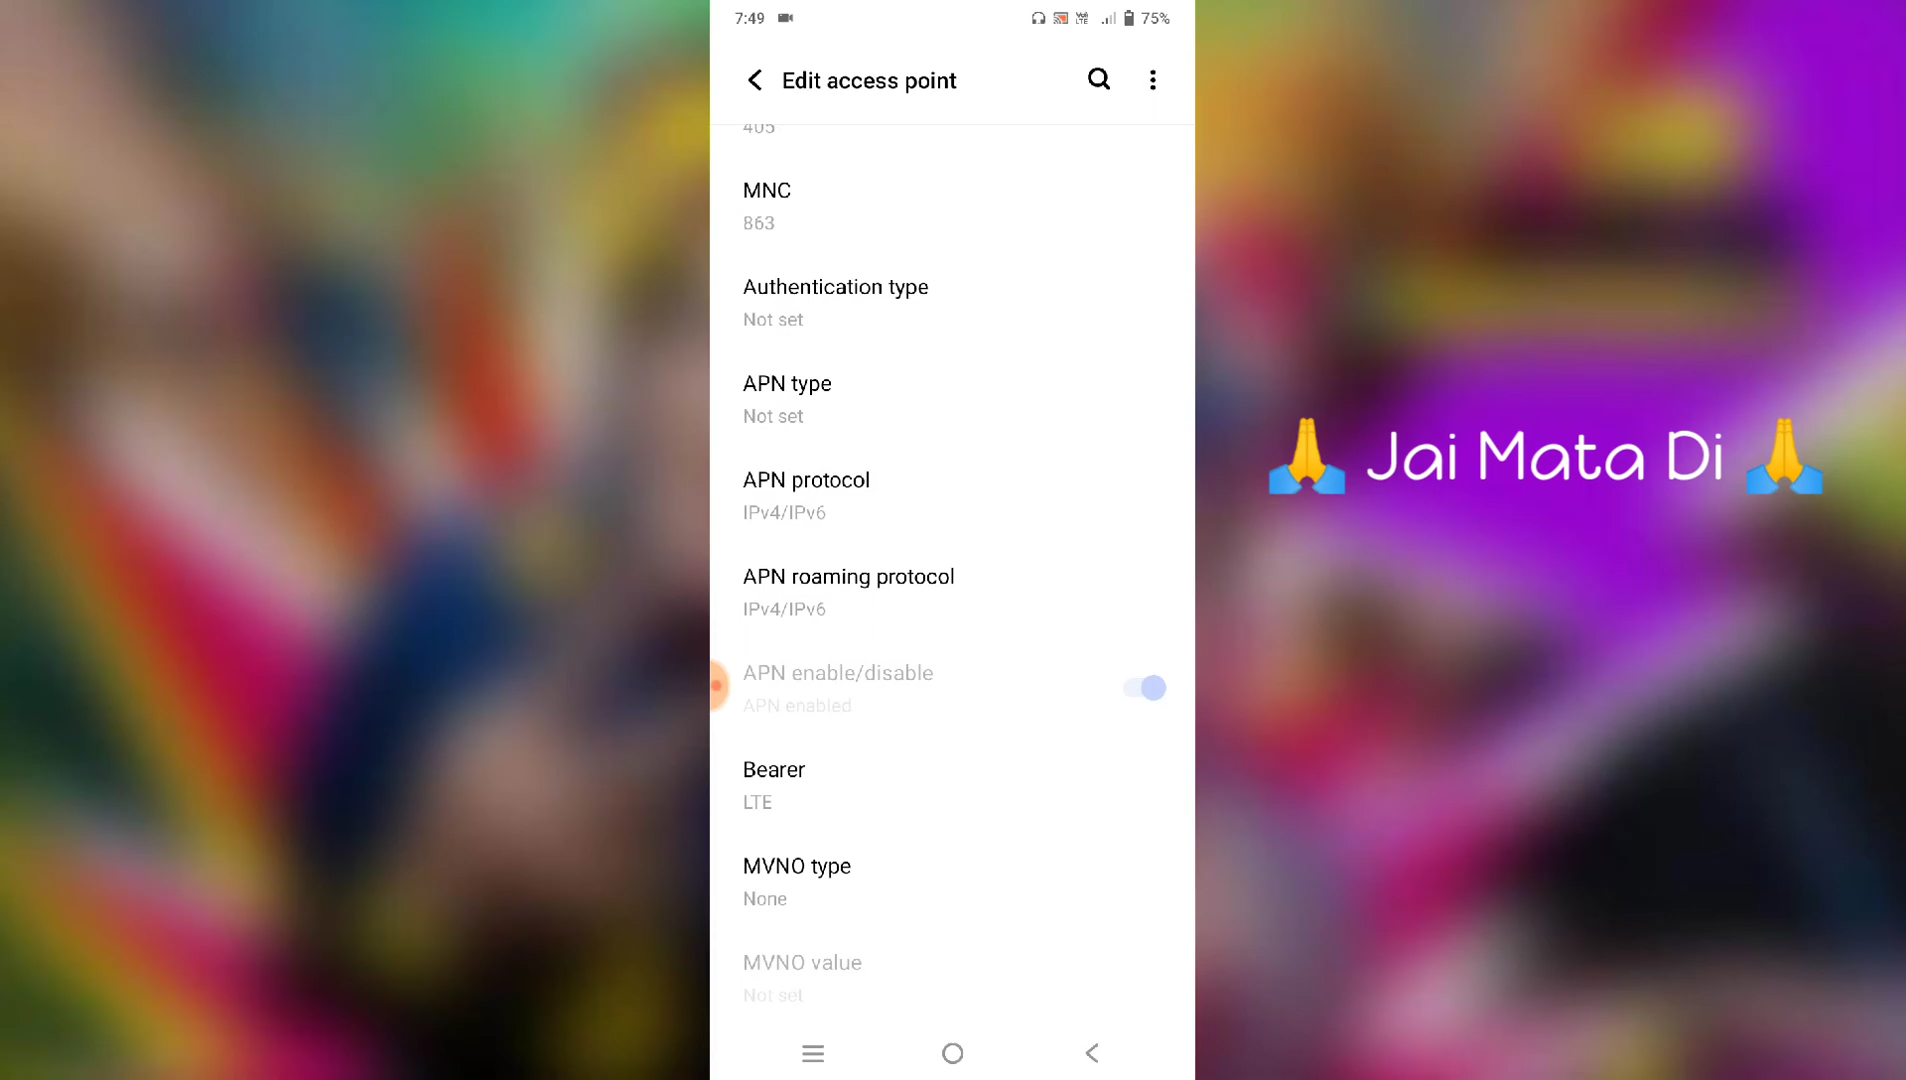 7:49 75%
Edit access point
405
MNC
863
Authentication type
Not set
APN type
Not set
APN protocol
IPv4/IPv6
APN roaming protocol
IPv4/IPv6
APN enable/disable
APN enabled
Bearer
LTE
MVNO type
None
MVNO value
Not set
🙏 Jai Mata Di 🙏